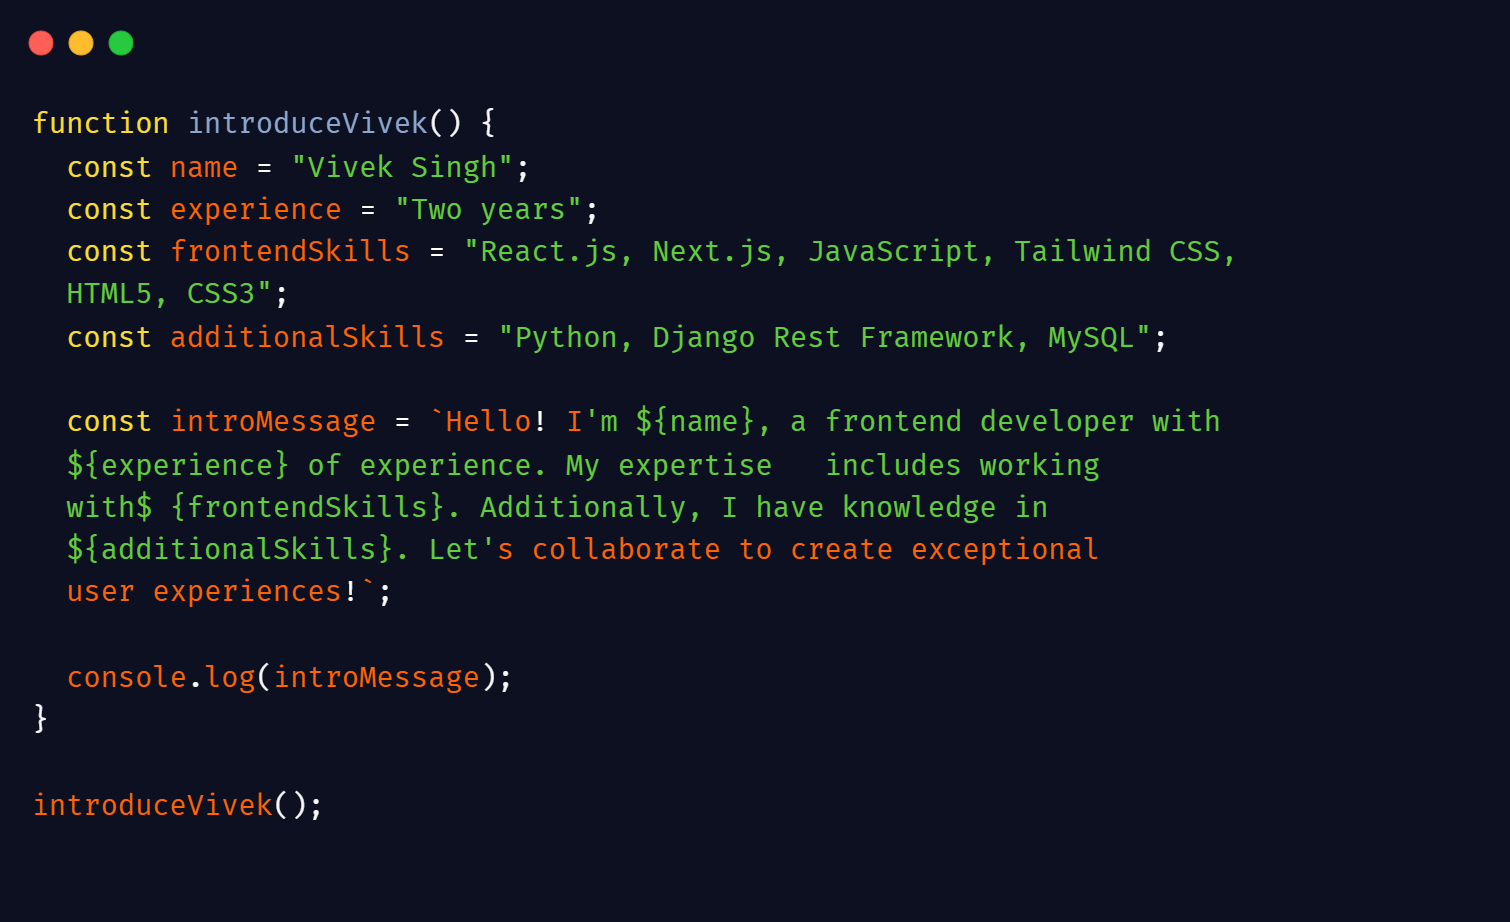 function introduceVivek() {
  const name = "Vivek Singh";
  const experience = "Two years";
  const frontendSkills = "React.js, Next.js, JavaScript, Tailwind CSS,
  HTML5, CSS3";
  const additionalSkills = "Python, Django Rest Framework, MySQL";

  const introMessage = `Hello! I'm ${name}, a frontend developer with
  ${experience} of experience. My expertise   includes working
  with$ {frontendSkills}. Additionally, I have knowledge in
  ${additionalSkills}. Let's collaborate to create exceptional
  user experiences!`;

  console.log(introMessage);
}

introduceVivek();